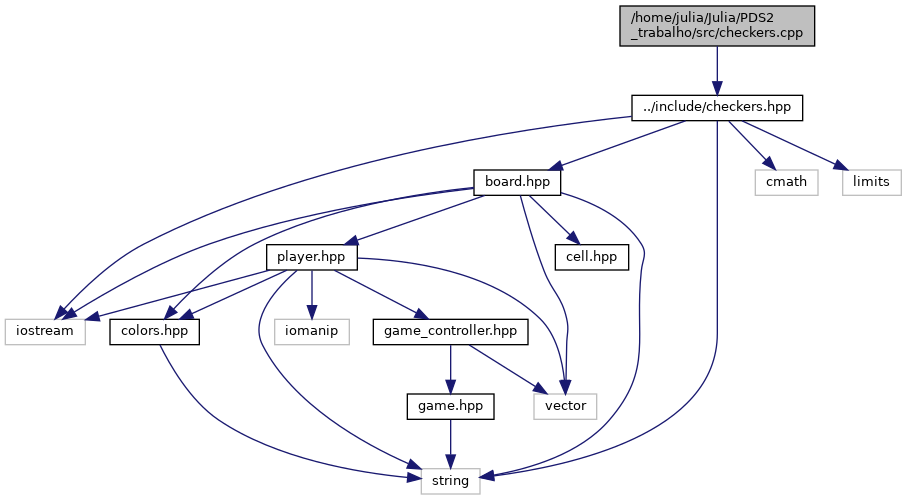 /home/julia/Julia/PDS2
_trabalho/src/checkers.cpp
../include/checkers.hpp
board.hpp
cmath
limits
player.hpp
cell.hpp
iostream
colors.hpp
iomanip
game_controller.hpp
game.hpp
vector
string